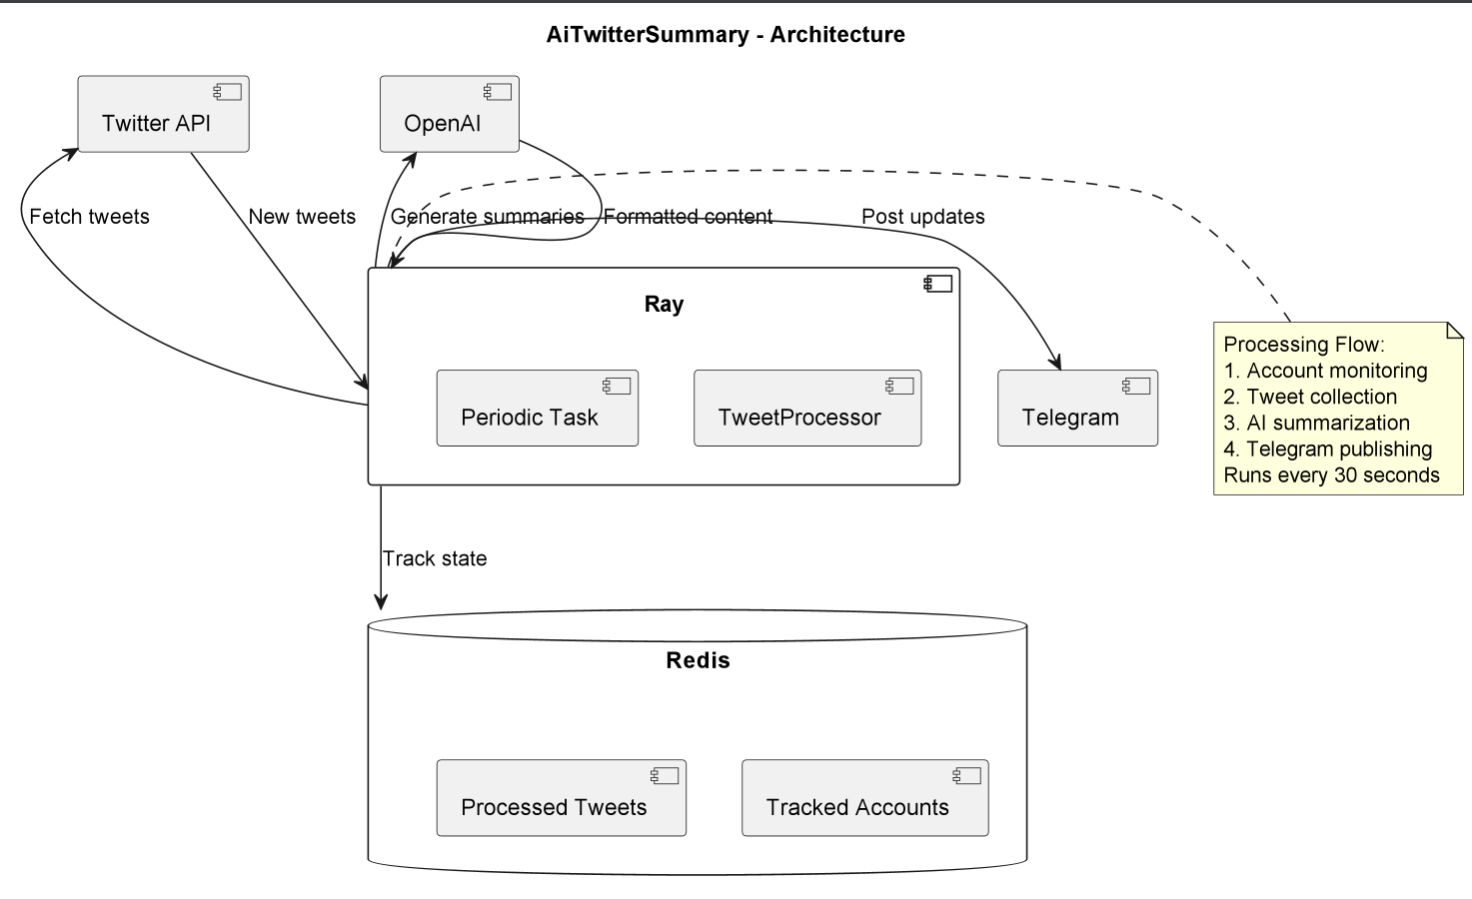 AiTwitterSummary - Architecture
Twitter API
OpenAI
Fetch tweets
New tweets
Generate summaries
Formatted content
Post updates
Ray
Periodic Task
TweetProcessor
Telegram
Processing Flow:
1. Account monitoring
2. Tweet collection
3. AI summarization
4. Telegram publishing
Runs every 30 seconds
Track state
Redis
Processed Tweets
Tracked Accounts